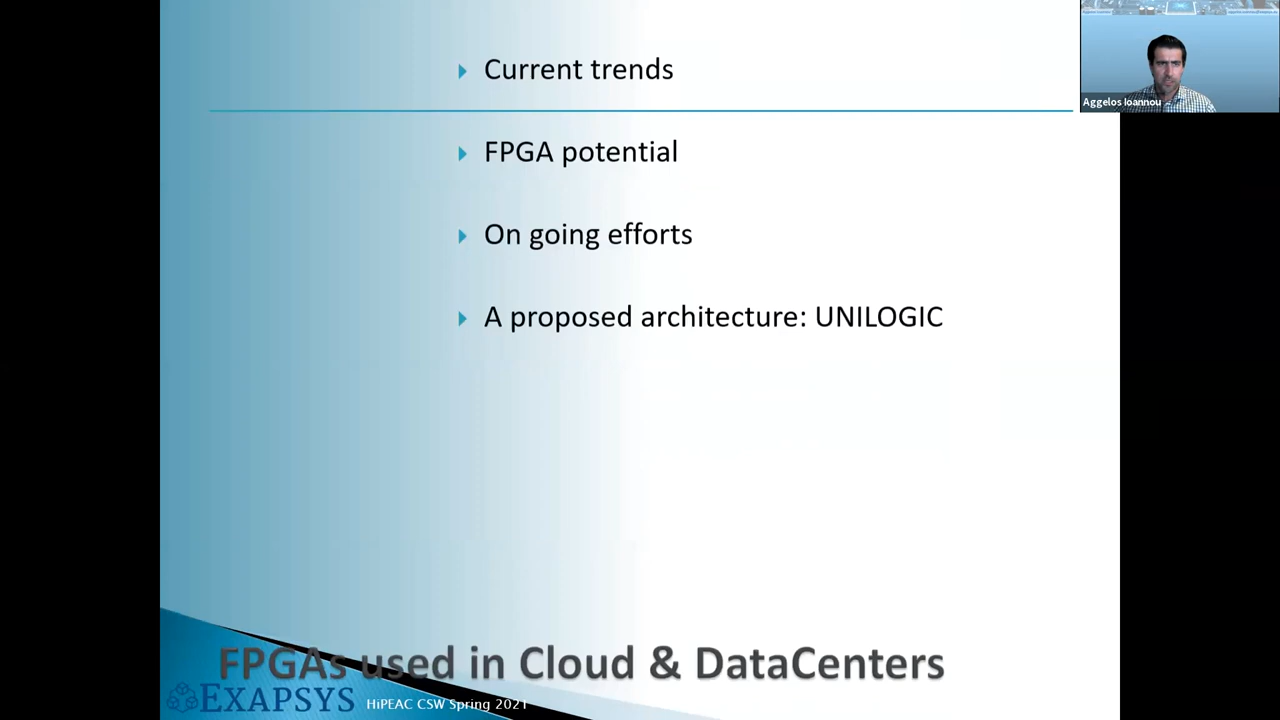 Current trends
Aggelos Ioannou
FPGA potential
On going efforts
A proposed architecture: UNILOGIC
FPGAs used in Cloud & DataCenters
EXAPSYS
HiPEAC CSW Spring 2021